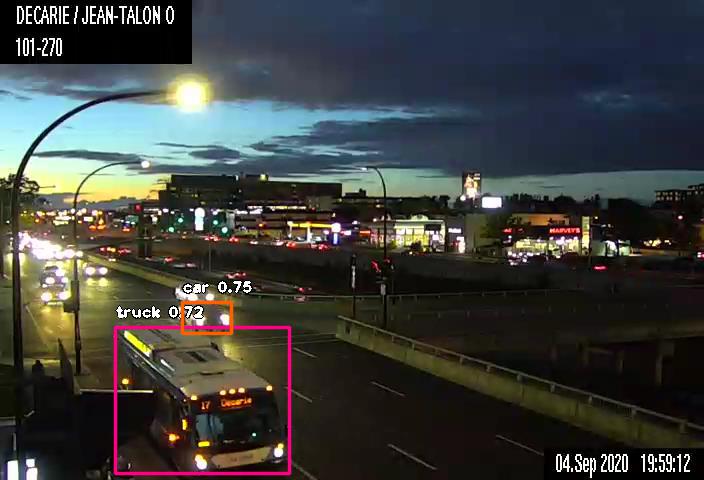 DECARIE / JEAN-TALON O
101-270
car 0.75
truck 0.72
HARVEY'S
17 Decarie
04.Sep 2020 19:59:12